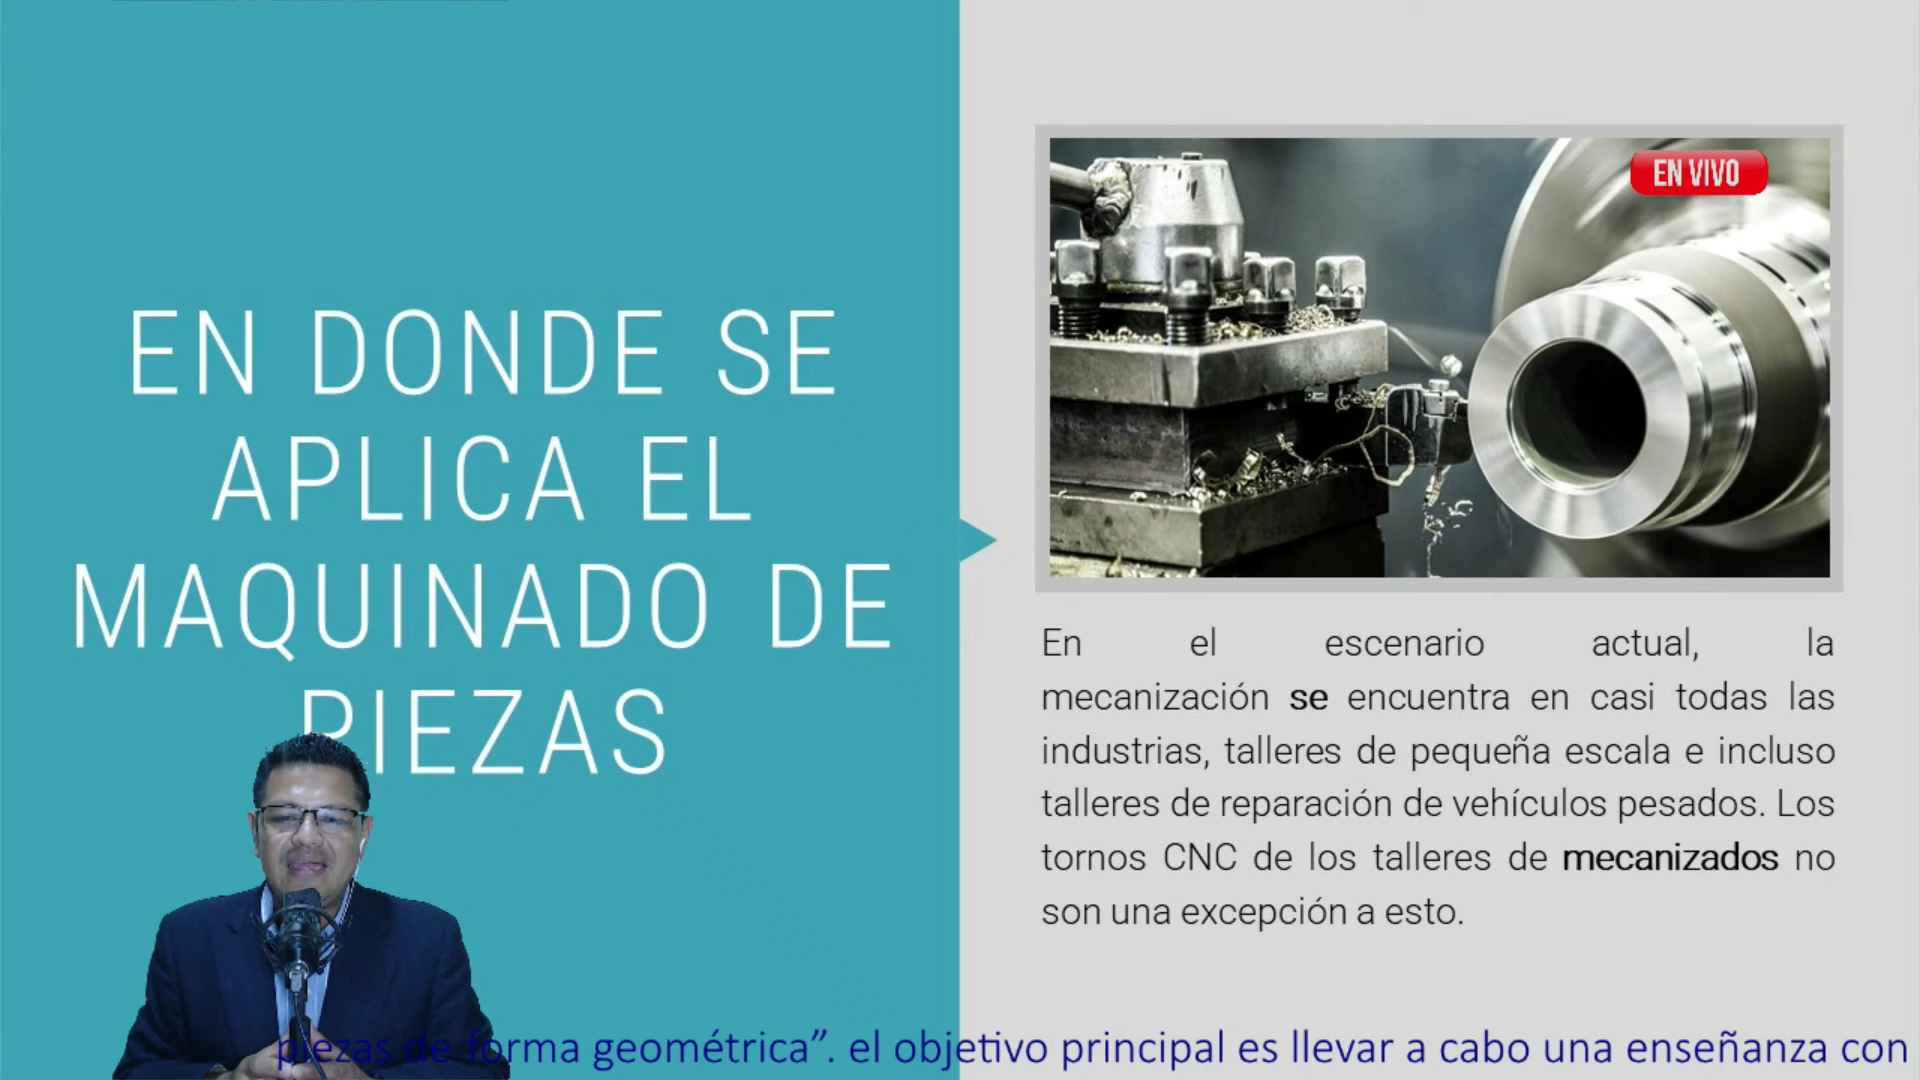 EN DONDE SE
APLICA EL
MAQUINADO DE
PIEZAS
EN VIVO
En el escenario actual, la
mecanización se encuentra en casi todas las
industrias, talleres de pequeña escala e incluso
talleres de reparación de vehículos pesados. Los
tornos CNC de los talleres de mecanizados no
son una excepción a esto.
piezas de forma geométrica”. el objetivo principal es llevar a cabo una enseñanza con